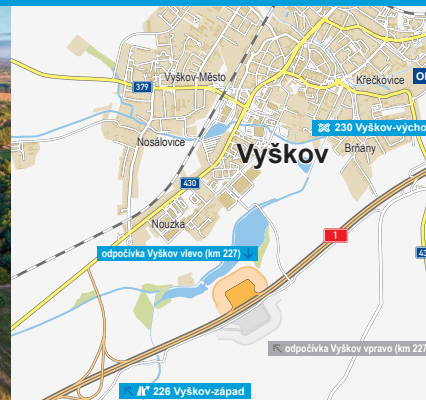 Vyškov-Město
379
Křečkovice
230 Vyškov-výcho
Nosálovice
Vyškov
Brňany
430
Nouzka
1
odpočívka Vyškov vlevo (km 227)
odpočívka Vyškov vpravo (km 227
226 Vyškov-západ